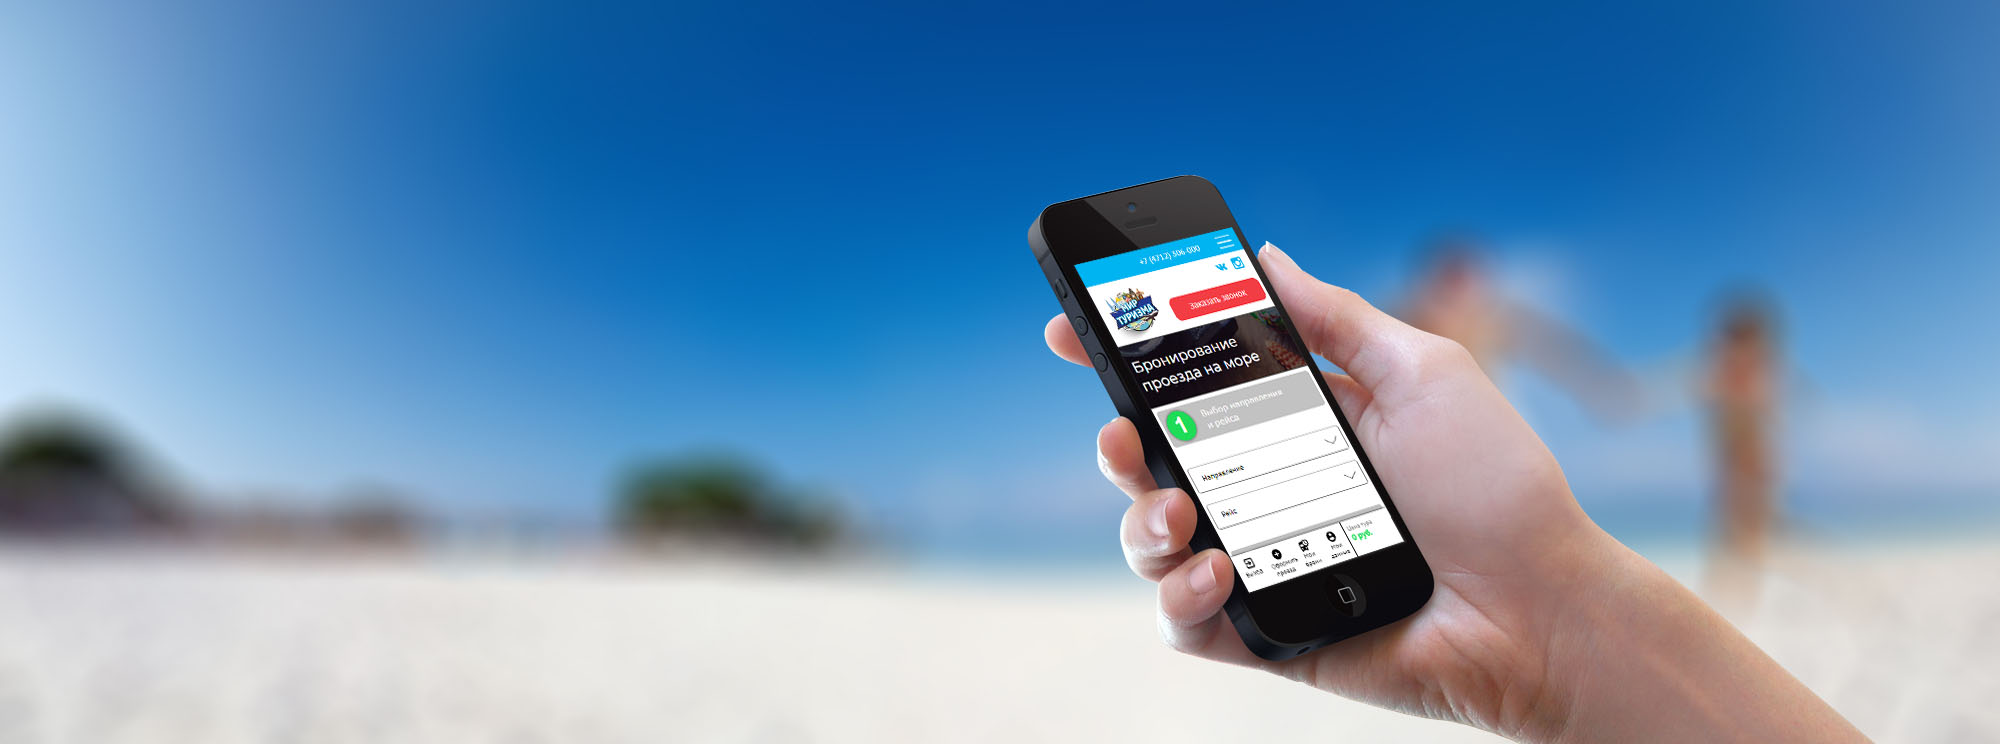 +7 (4712) 306-000
МИР
ТУРИЗМА
Заказать звонок
Бронирование
проезда на море
1
Выбор направления
и рейса
Направление
Рейс
Цена тура
0 руб.
Выход
Оформить
проезд
Мои
Мои
данные